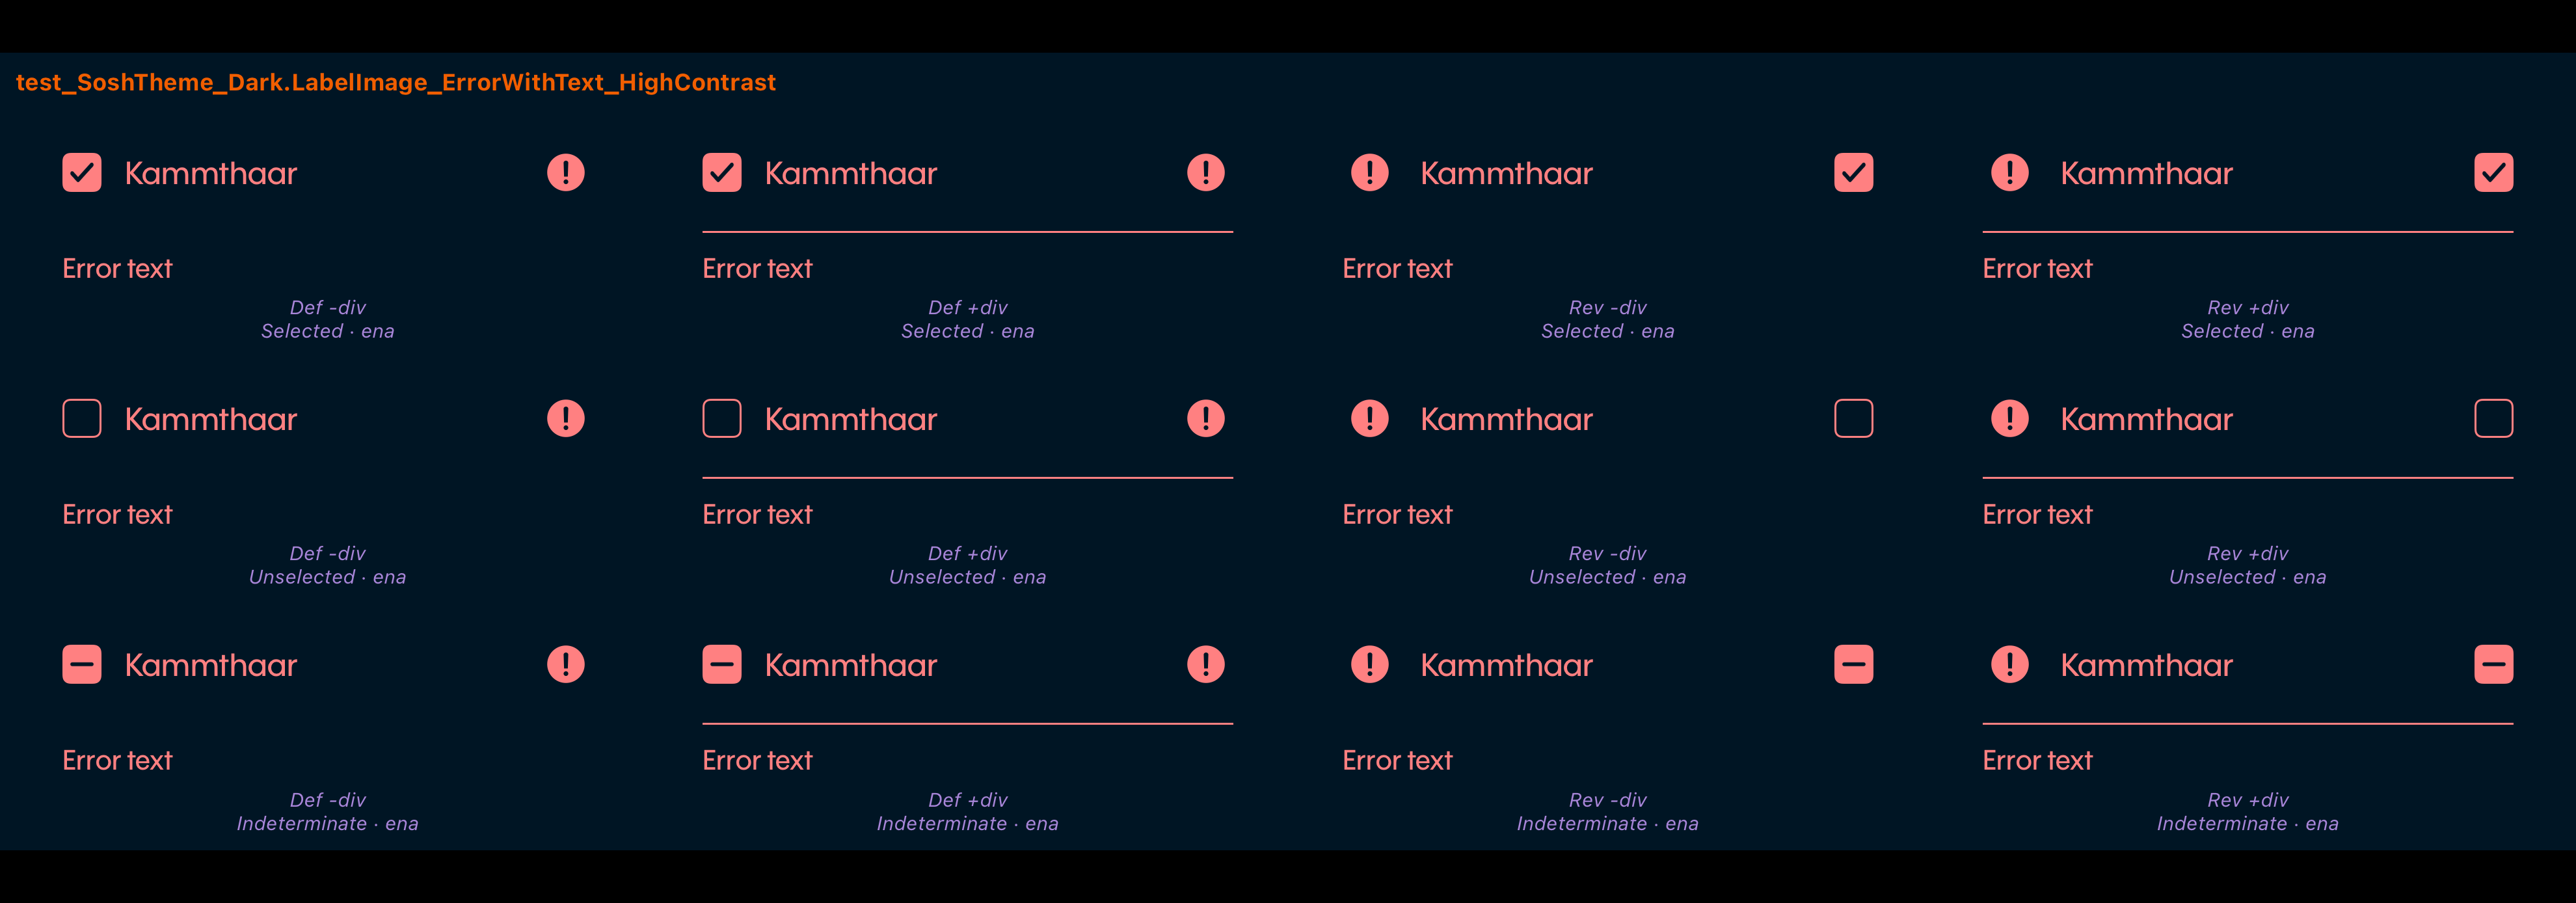 test_SoshTheme_Dark.LabelImage_ErrorWithText_HighContrast
Kammthaar
Error text
Def -div
Selected · ena
Kammthaar
Error text
Def +div
Selected · ena
Kammthaar
Error text
Rev -div
Selected · ena
Kammthaar
Error text
Rev +div
Selected · ena
Kammthaar
Error text
Def -div
Unselected · ena
Kammthaar
Error text
Def +div
Unselected · ena
Kammthaar
Error text
Rev -div
Unselected · ena
Kammthaar
Error text
Rev +div
Unselected · ena
Kammthaar
Error text
Def -div
Indeterminate · ena
Kammthaar
Error text
Def +div
Indeterminate · ena
Kammthaar
Error text
Rev -div
Indeterminate · ena
Kammthaar
Error text
Rev +div
Indeterminate · ena